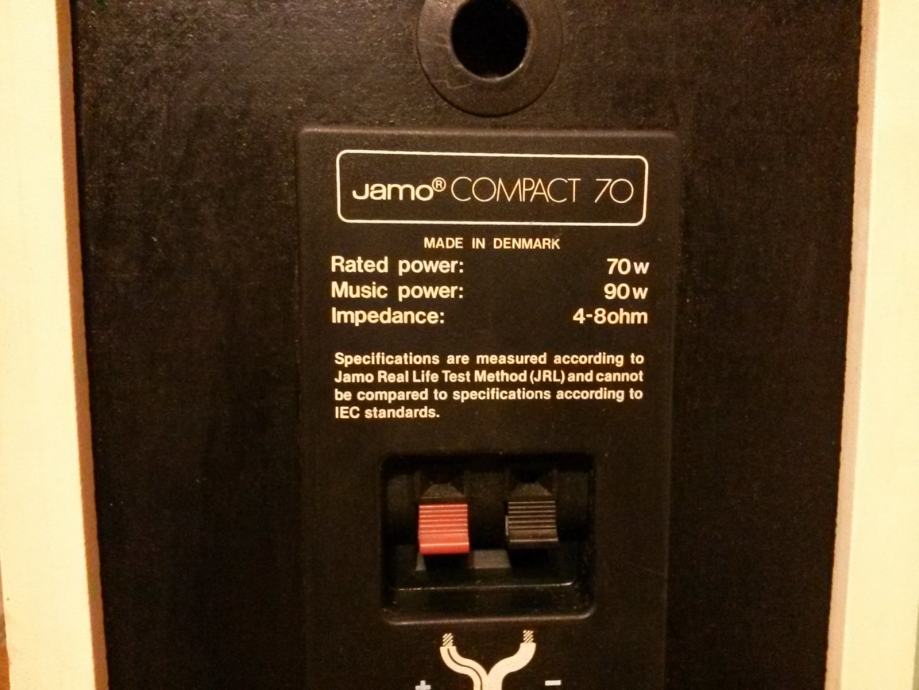 Jamo® COMPACT 70
MADE IN DENMARK
Rated power: 70w
Music power: 90w
Impedance: 4-8ohm
Specifications are measured according to
Jamo Real Life Test Method (JRL) and cannot
be compared to specifications according to
IEC standards.
+ -